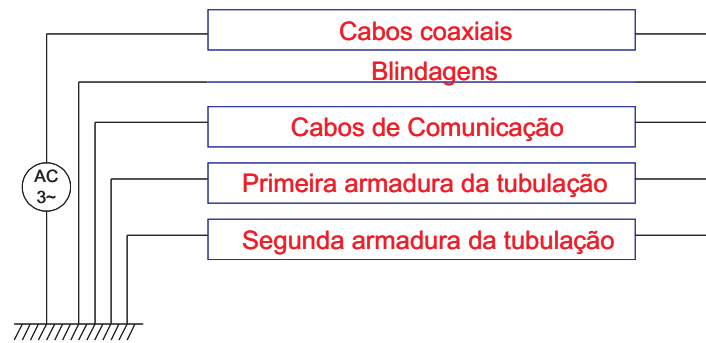 Cabos coaxiais
Blindagens
Cabos de Comunicação
AC
3~
Primeira armadura da tubulação
Segunda armadura da tubulação